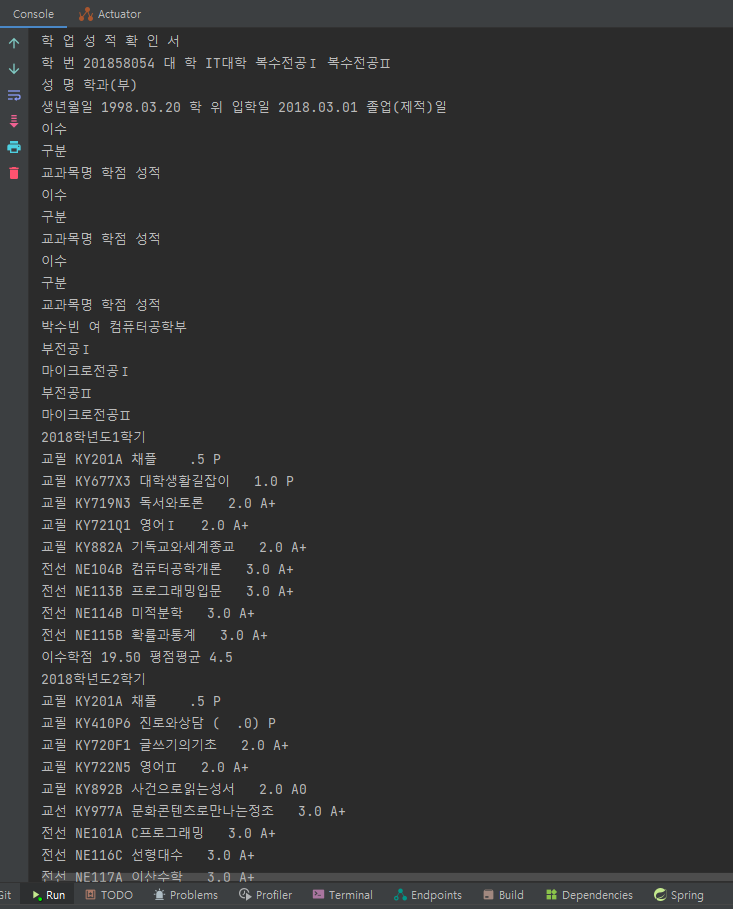 Console Actuator
학 업 성 적 확 인 서
학 번 201858054 대 학 IT대학 복수전공Ⅰ 복수전공Ⅱ
성 명 학과(부)
생년월일 1998.03.20 학 위 입학일 2018.03.01 졸업(제적)일
이수
구분
교과목명 학점 성적
이수
구분
교과목명 학점 성적
이수
구분
교과목명 학점 성적
박수빈 여 컴퓨터공학부
부전공Ⅰ
마이크로전공Ⅰ
부전공Ⅱ
마이크로전공Ⅱ
2018학년도1학기
교필 KY201A 채플    .5 P
교필 KY677X3 대학생활길잡이   1.0 P
교필 KY719N3 독서와토론   2.0 A+
교필 KY721Q1 영어Ⅰ   2.0 A+
교필 KY882A 기독교와세계종교   2.0 A+
전선 NE104B 컴퓨터공학개론   3.0 A+
전선 NE113B 프로그래밍입문   3.0 A+
전선 NE114B 미적분학   3.0 A+
전선 NE115B 확률과통계   3.0 A+
이수학점 19.50 평점평균 4.5
2018학년도2학기
교필 KY201A 채플    .5 P
교필 KY410P6 진로와상담 (  .0) P
교필 KY720F1 글쓰기의기초   2.0 A+
교필 KY722N5 영어Ⅱ   2.0 A+
교필 KY892B 사건으로읽는성서   2.0 A0
교선 KY977A 문화콘텐츠로만나는정조   3.0 A+
전선 NE101A C프로그래밍   3.0 A+
전선 NE116C 선형대수   3.0 A+
전선 NE117A 이산수학   3.0 A+
Git Run TODO Problems Profiler Terminal Endpoints Build Dependencies Spring